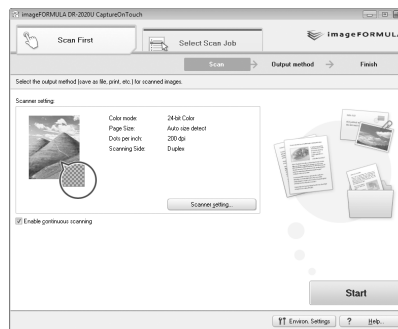 imageFORMULA DR-2020U CaptureOnTouch
Scan First
Select Scan Job
imageFORMULA
Scan
Output method
Finish
Select the output method (save as file, print, etc.) for scanned images.
Scanner setting:
Color mode: 24-bit Color
Page Size: Auto size detect
Dots per inch: 200 dpi
Scanning Side: Duplex
Scanner setting...
Enable continuous scanning
Start
Environ. Settings
? Help...